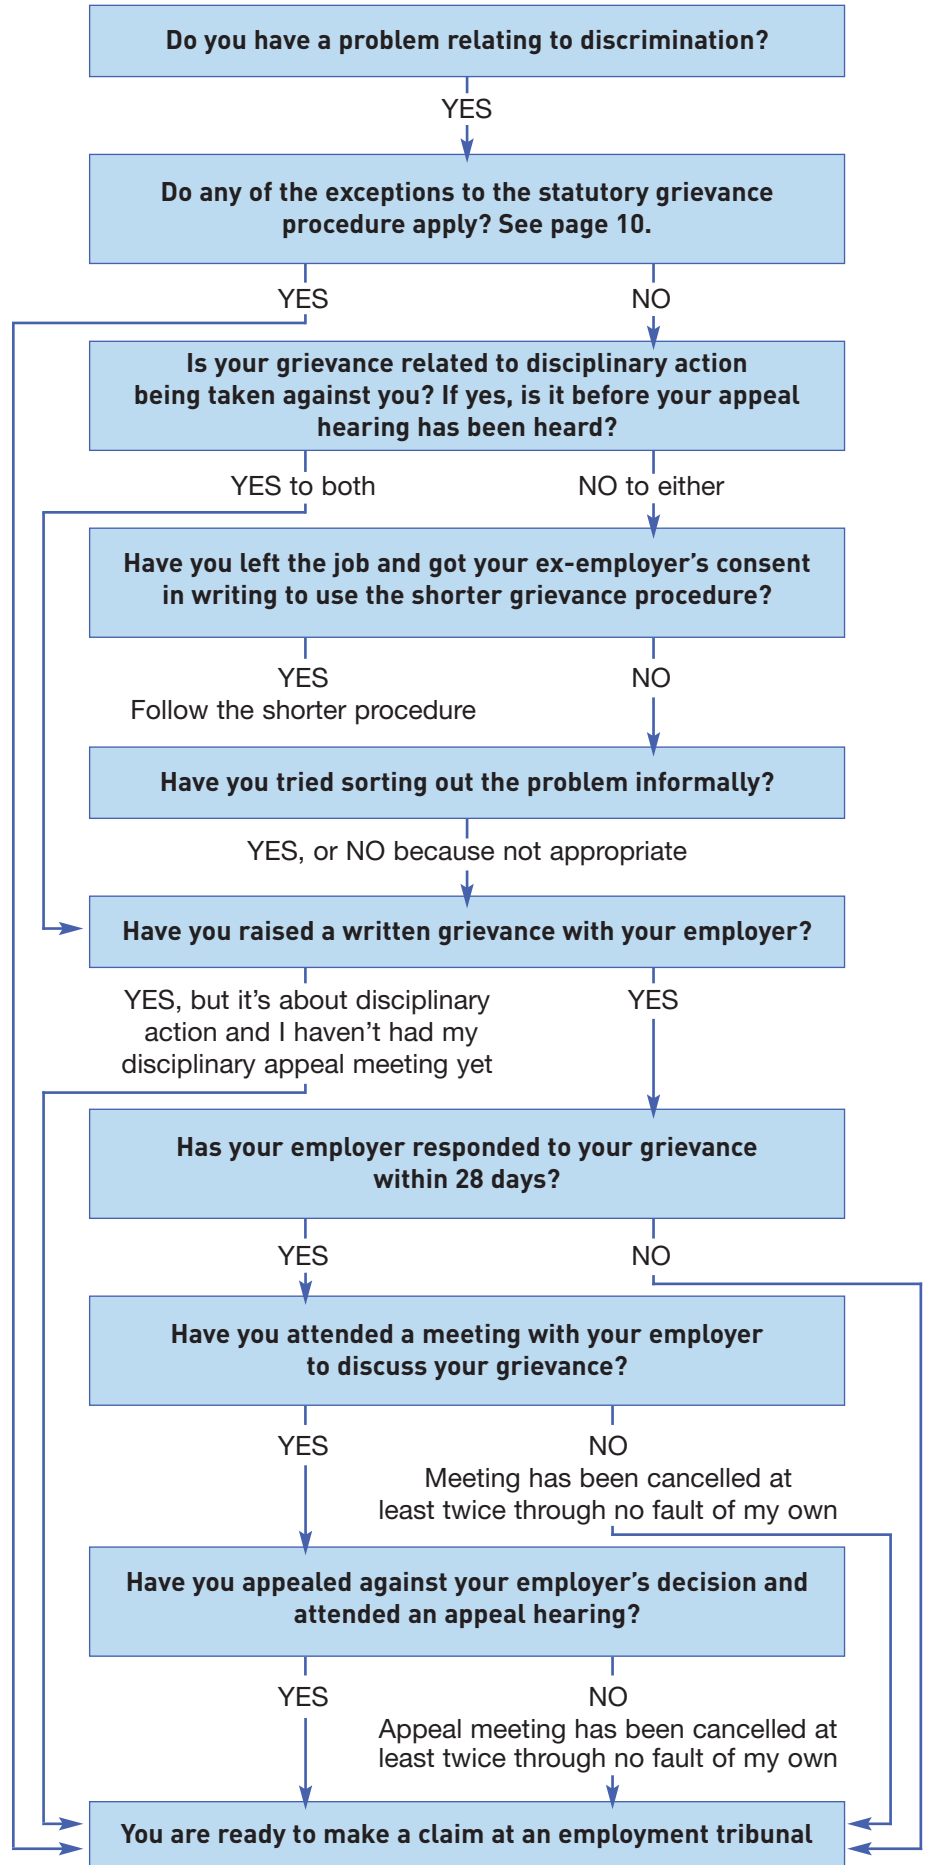 Do you have a problem relating to discrimination?
YES
Do any of the exceptions to the statutory grievance
procedure apply? See page 10.
YES
NO
Is your grievance related to disciplinary action
being taken against you? If yes, is it before your appeal
hearing has been heard?
YES to both
NO to either
Have you left the job and got your ex-employer’s consent
in writing to use the shorter grievance procedure?
YES
Follow the shorter procedure
NO
Have you tried sorting out the problem informally?
YES, or NO because not appropriate
Have you raised a written grievance with your employer?
YES, but it’s about disciplinary
action and I haven’t had my
disciplinary appeal meeting yet
YES
Has your employer responded to your grievance
within 28 days?
YES
NO
Have you attended a meeting with your employer
to discuss your grievance?
YES
NO
Meeting has been cancelled at
least twice through no fault of my own
Have you appealed against your employer’s decision and
attended an appeal hearing?
YES
NO
Appeal meeting has been cancelled at
least twice through no fault of my own
You are ready to make a claim at an employment tribunal